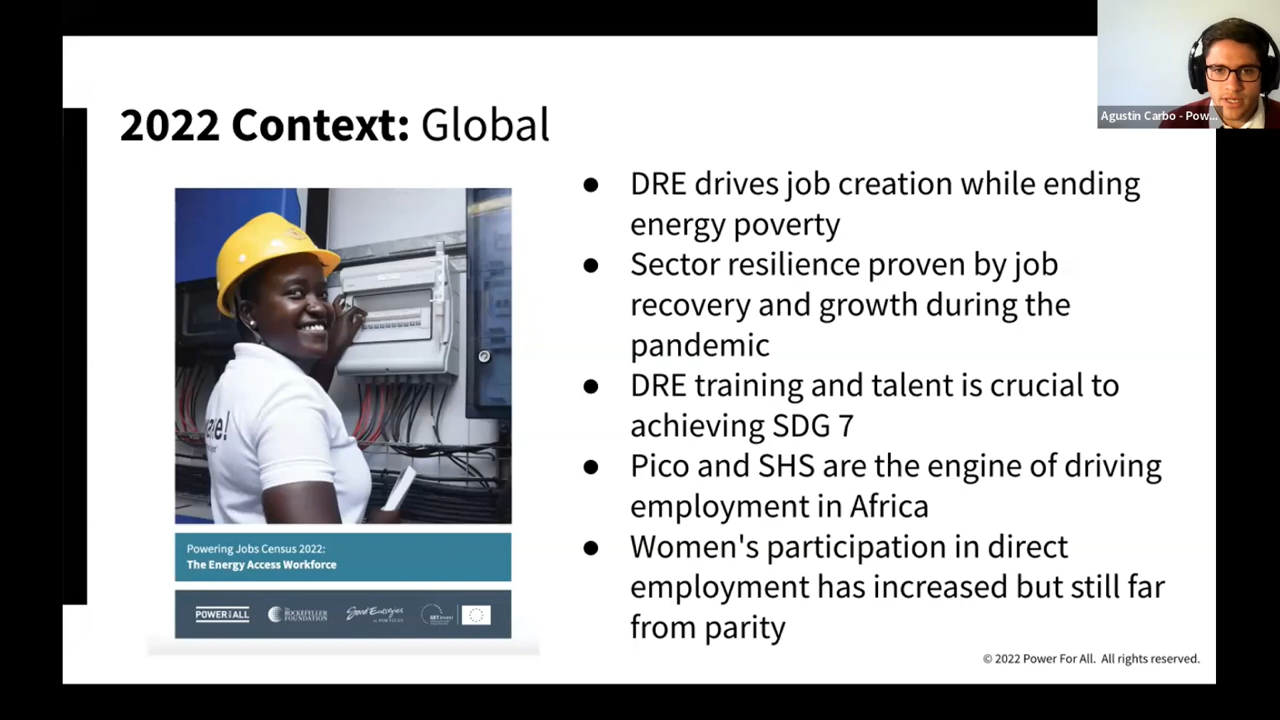 Agustin Carbo - Pow...
2022 Context: Global
● DRE drives job creation while ending
energy poverty
● Sector resilience proven by job
recovery and growth during the
pandemic
● DRE training and talent is crucial to
achieving SDG 7
● Pico and SHS are the engine of driving
employment in Africa
● Women's participation in direct
employment has increased but still far
from parity
Powering Jobs Census 2022:
The Energy Access Workforce
POWER FOR ALL
The
ROCKEFELLER
FOUNDATION
Good Energies
GET.invest
© 2022 Power For All. All rights reserved.